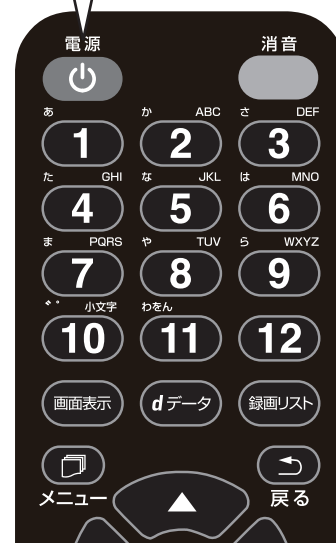 電源 消音
あ か ABC さ DEF
1 2 3
た GHI な JKL は MNO
4 5 6
ま PQRS や TUV ら WXYZ
7 8 9
゛゜ 小文字 わをん
10 11 12
画面表示 dデータ 録画リスト
メニュー 戻る